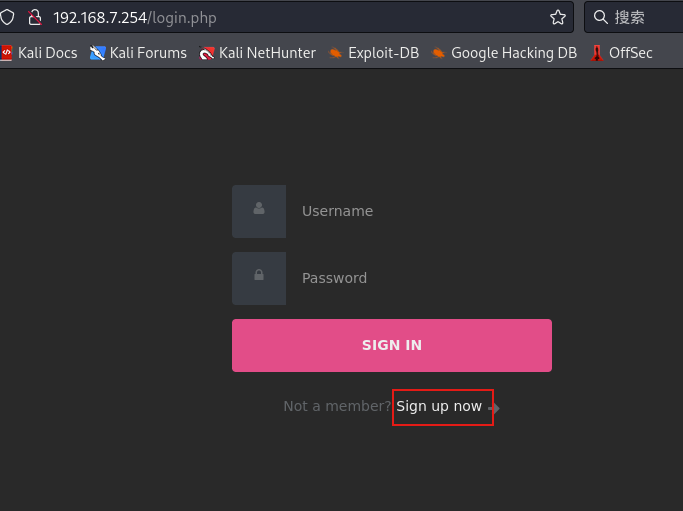 192.168.7.254/login.php
搜索
Kali Docs Kali Forums Kali NetHunter Exploit-DB Google Hacking DB OffSec
Username
Password
SIGN IN
Not a member? Sign up now